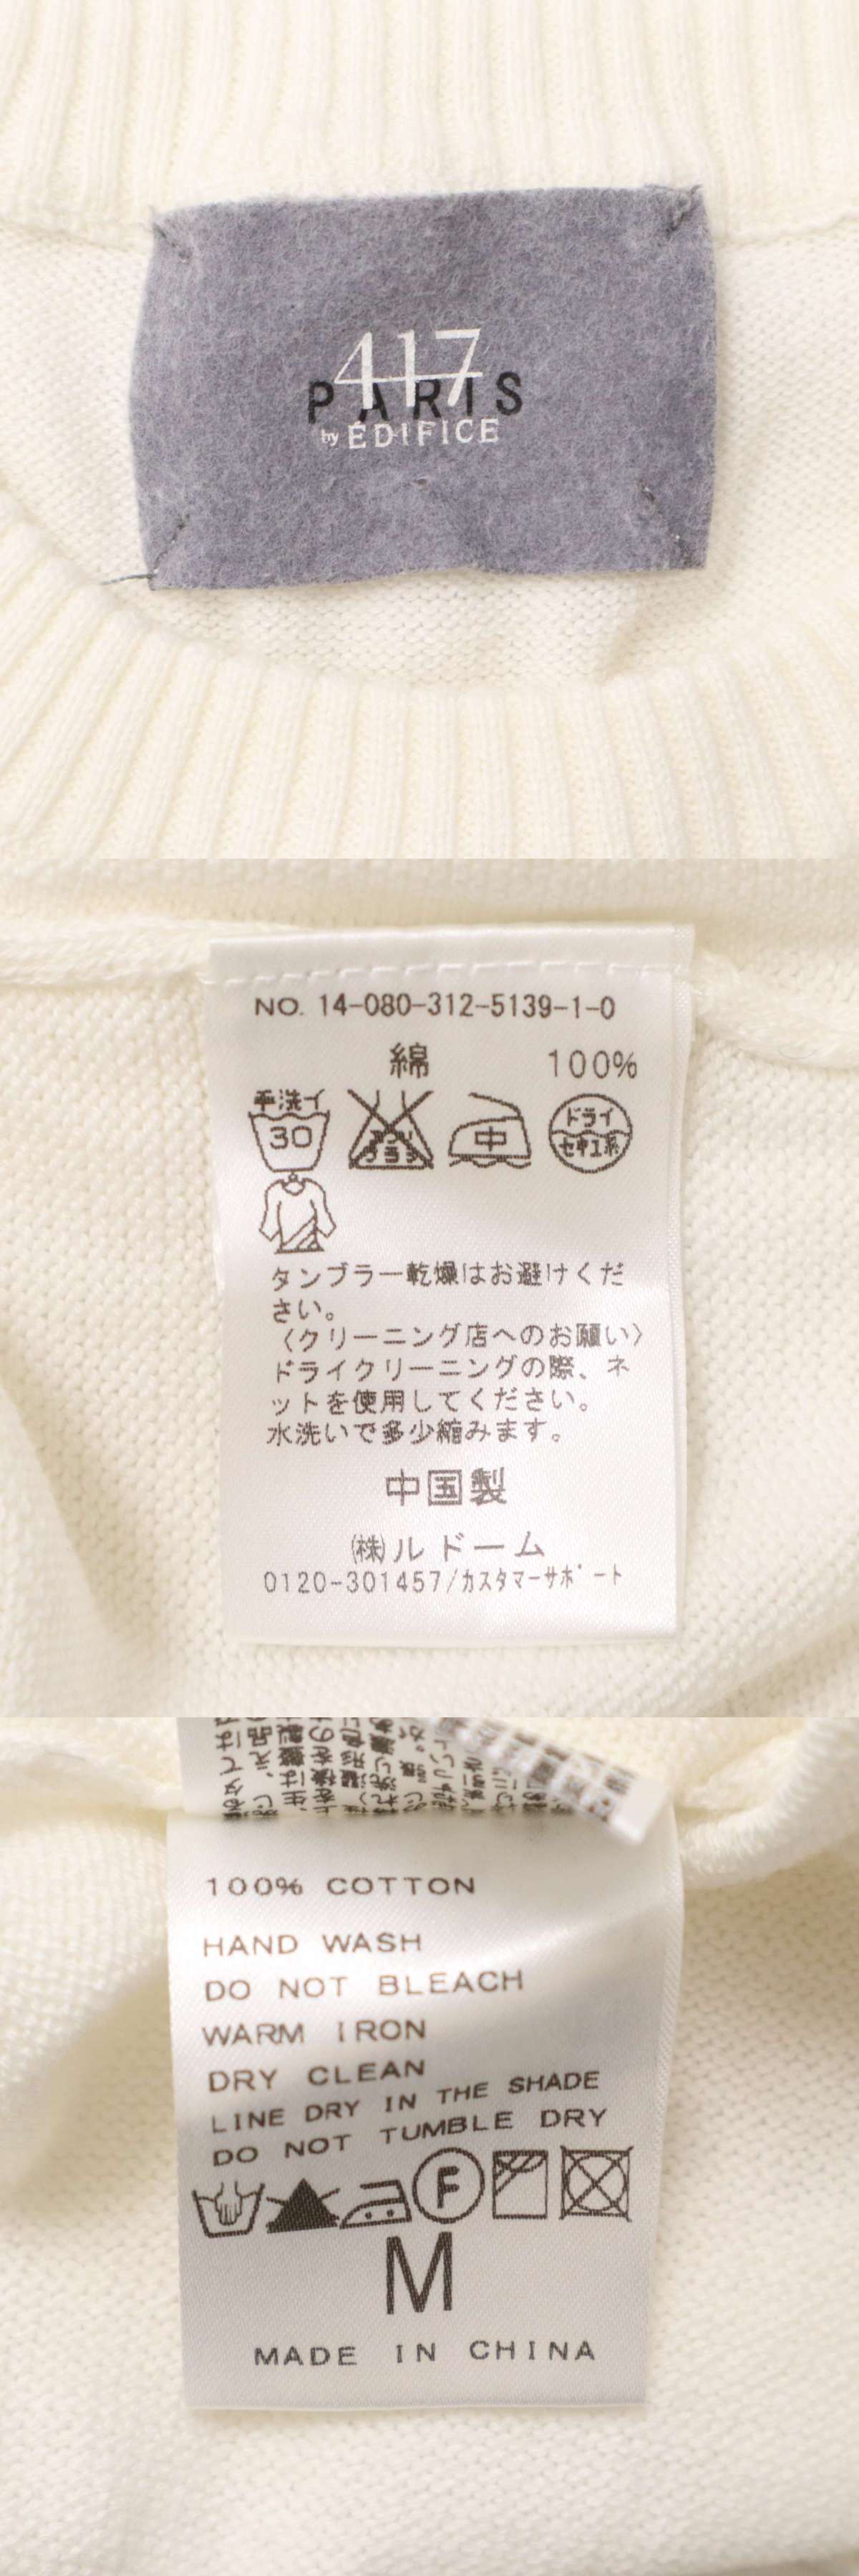 417
PARIS
by ÉDIFICE
NO. 14-080-312-5139-1-0
綿 100%
手洗イ
30
中
ドライ
セキユ系
タンブラー乾燥はお避けくだ
さい。
〈クリーニング店へのお願い〉
ドライクリーニングの際、ネ
ットを使用してください。
水洗いで多少縮みます。
中国製
㈱ルドーム
0120-301457/カスタマーサポート
100% COTTON
HAND WASH
DO NOT BLEACH
WARM IRON
DRY CLEAN
LINE DRY IN THE SHADE
DO NOT TUMBLE DRY
F
M
MADE IN CHINA